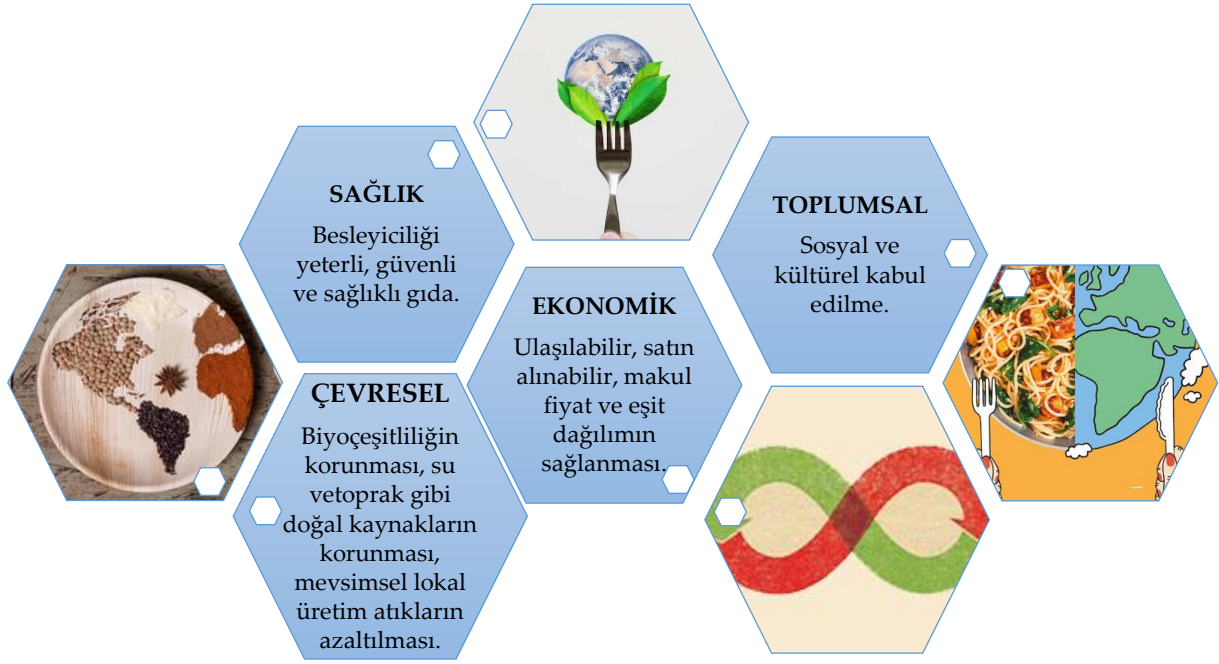 SAĞLIK
Besleyiciliği
yeterli, güvenli
ve sağlıklı gıda.
ÇEVRESEL
Biyoçeşitliliğin
korunması, su
vetoprak gibi
doğal kaynakların
korunması,
mevsimsel lokal
üretim atıkların
azaltılması.
EKONOMİK
Ulaşılabilir, satın
alınabilir, makul
fiyat ve eşit
dağılımın
sağlanması.
TOPLUMSAL
Sosyal ve
kültürel kabul
edilme.